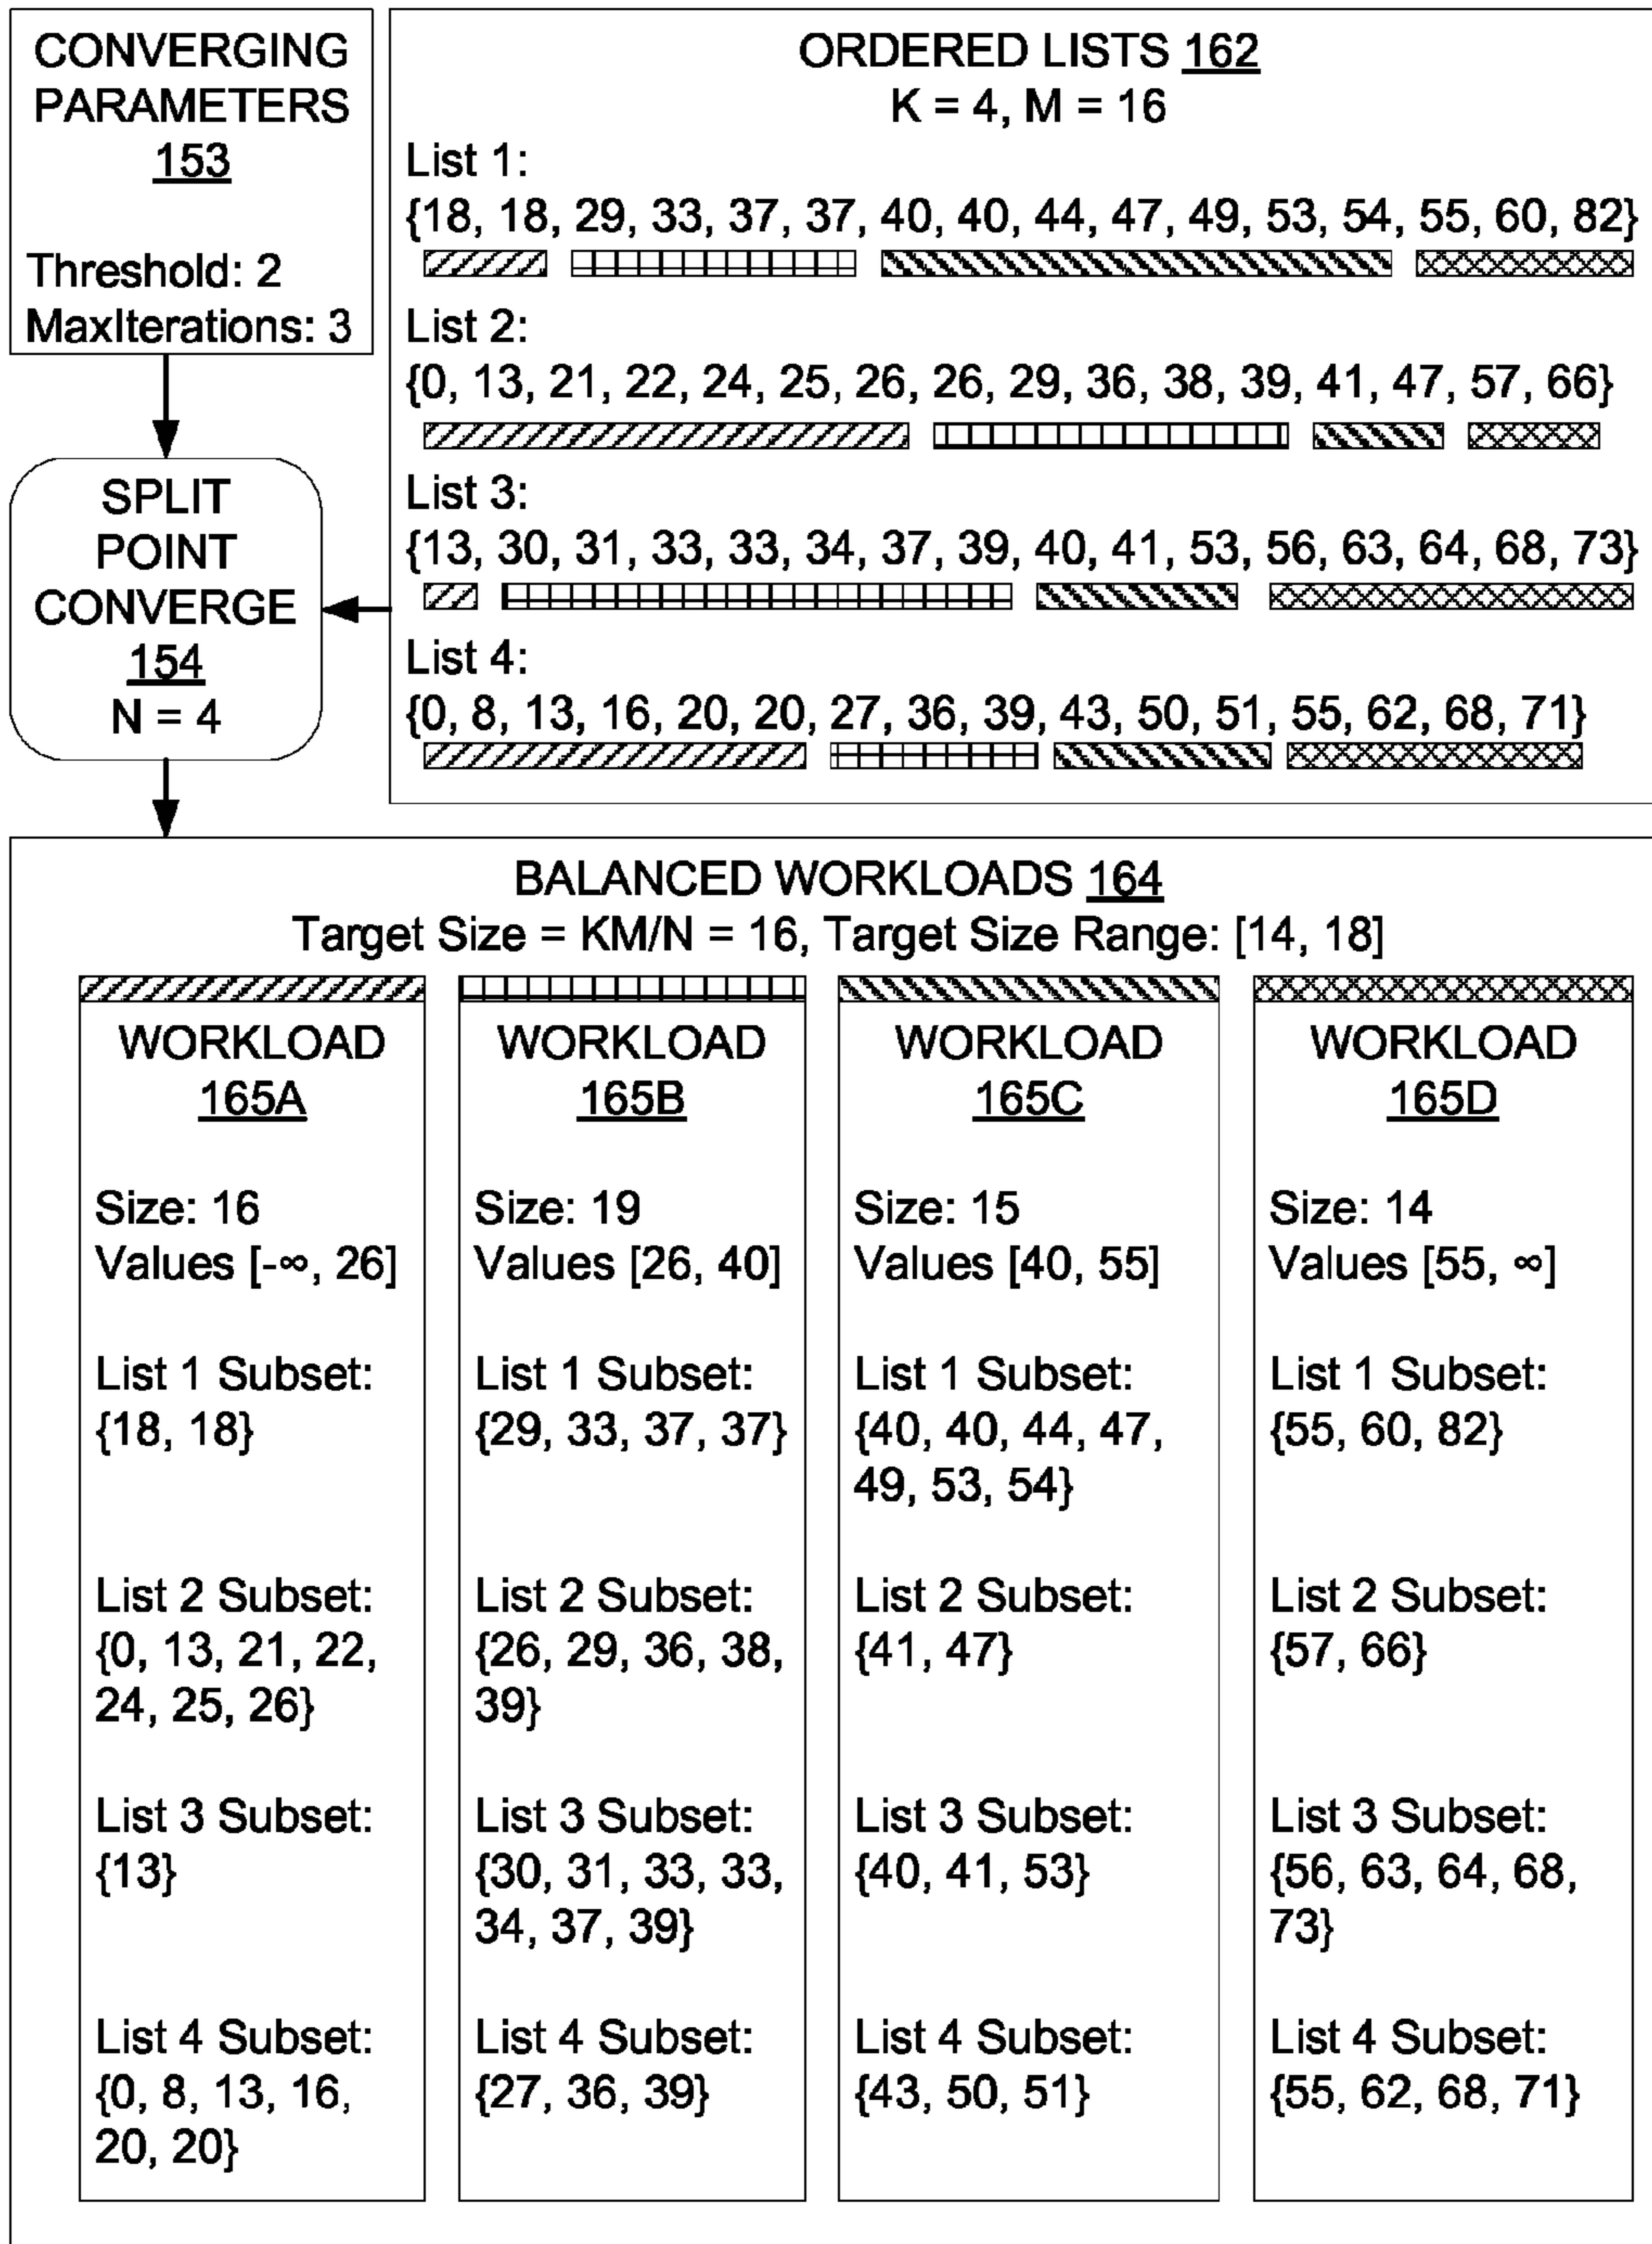 CONVERGING
PARAMETERS
153
Threshold: 2
MaxIterations: 3
SPLIT
POINT
CONVERGE
154
N = 4
ORDERED LISTS 162
K = 4, M = 16
List 1:
{18, 18, 29, 33, 37, 37, 40, 40, 44, 47, 49, 53, 54, 55, 60, 82}
List 2:
{0, 13, 21, 22, 24, 25, 26, 26, 29, 36, 38, 39, 41, 47, 57, 66}
List 3:
{13, 30, 31, 33, 33, 34, 37, 39, 40, 41, 53, 56, 63, 64, 68, 73}
List 4:
{0, 8, 13, 16, 20, 20, 27, 36, 39, 43, 50, 51, 55, 62, 68, 71}
BALANCED WORKLOADS 164
Target Size = KM/N = 16, Target Size Range: [14, 18]
WORKLOAD
165A
Size: 16
Values [-∞, 26]
List 1 Subset:
{18, 18}
List 2 Subset:
{0, 13, 21, 22,
24, 25, 26}
List 3 Subset:
{13}
List 4 Subset:
{0, 8, 13, 16,
20, 20}
WORKLOAD
165B
Size: 19
Values [26, 40]
List 1 Subset:
{29, 33, 37, 37}
List 2 Subset:
{26, 29, 36, 38,
39}
List 3 Subset:
{30, 31, 33, 33,
34, 37, 39}
List 4 Subset:
{27, 36, 39}
WORKLOAD
165C
Size: 15
Values [40, 55]
List 1 Subset:
{40, 40, 44, 47,
49, 53, 54}
List 2 Subset:
{41, 47}
List 3 Subset:
{40, 41, 53}
List 4 Subset:
{43, 50, 51}
WORKLOAD
165D
Size: 14
Values [55, ∞]
List 1 Subset:
{55, 60, 82}
List 2 Subset:
{57, 66}
List 3 Subset:
{56, 63, 64, 68,
73}
List 4 Subset:
{55, 62, 68, 71}